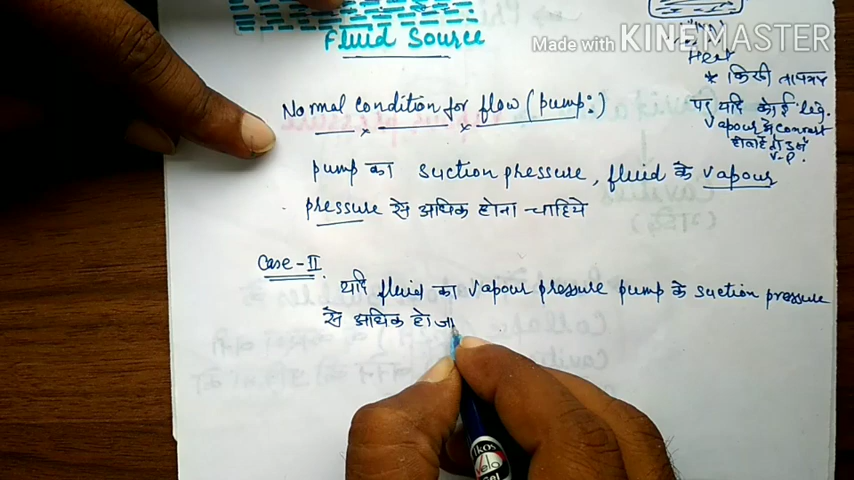 Fluid Source
Made with KINEMASTER
Heat
* किसी तापक्रम
पर यदि कोई liq.
vapour में convert
V.P.
Normal condition for flow (pump:)
pump का suction pressure, fluid के vapour
pressure से अधिक होना चाहिये
Case-II
यदि fluid का vapour pressure pump के suction pressure
से अधिक हो जा